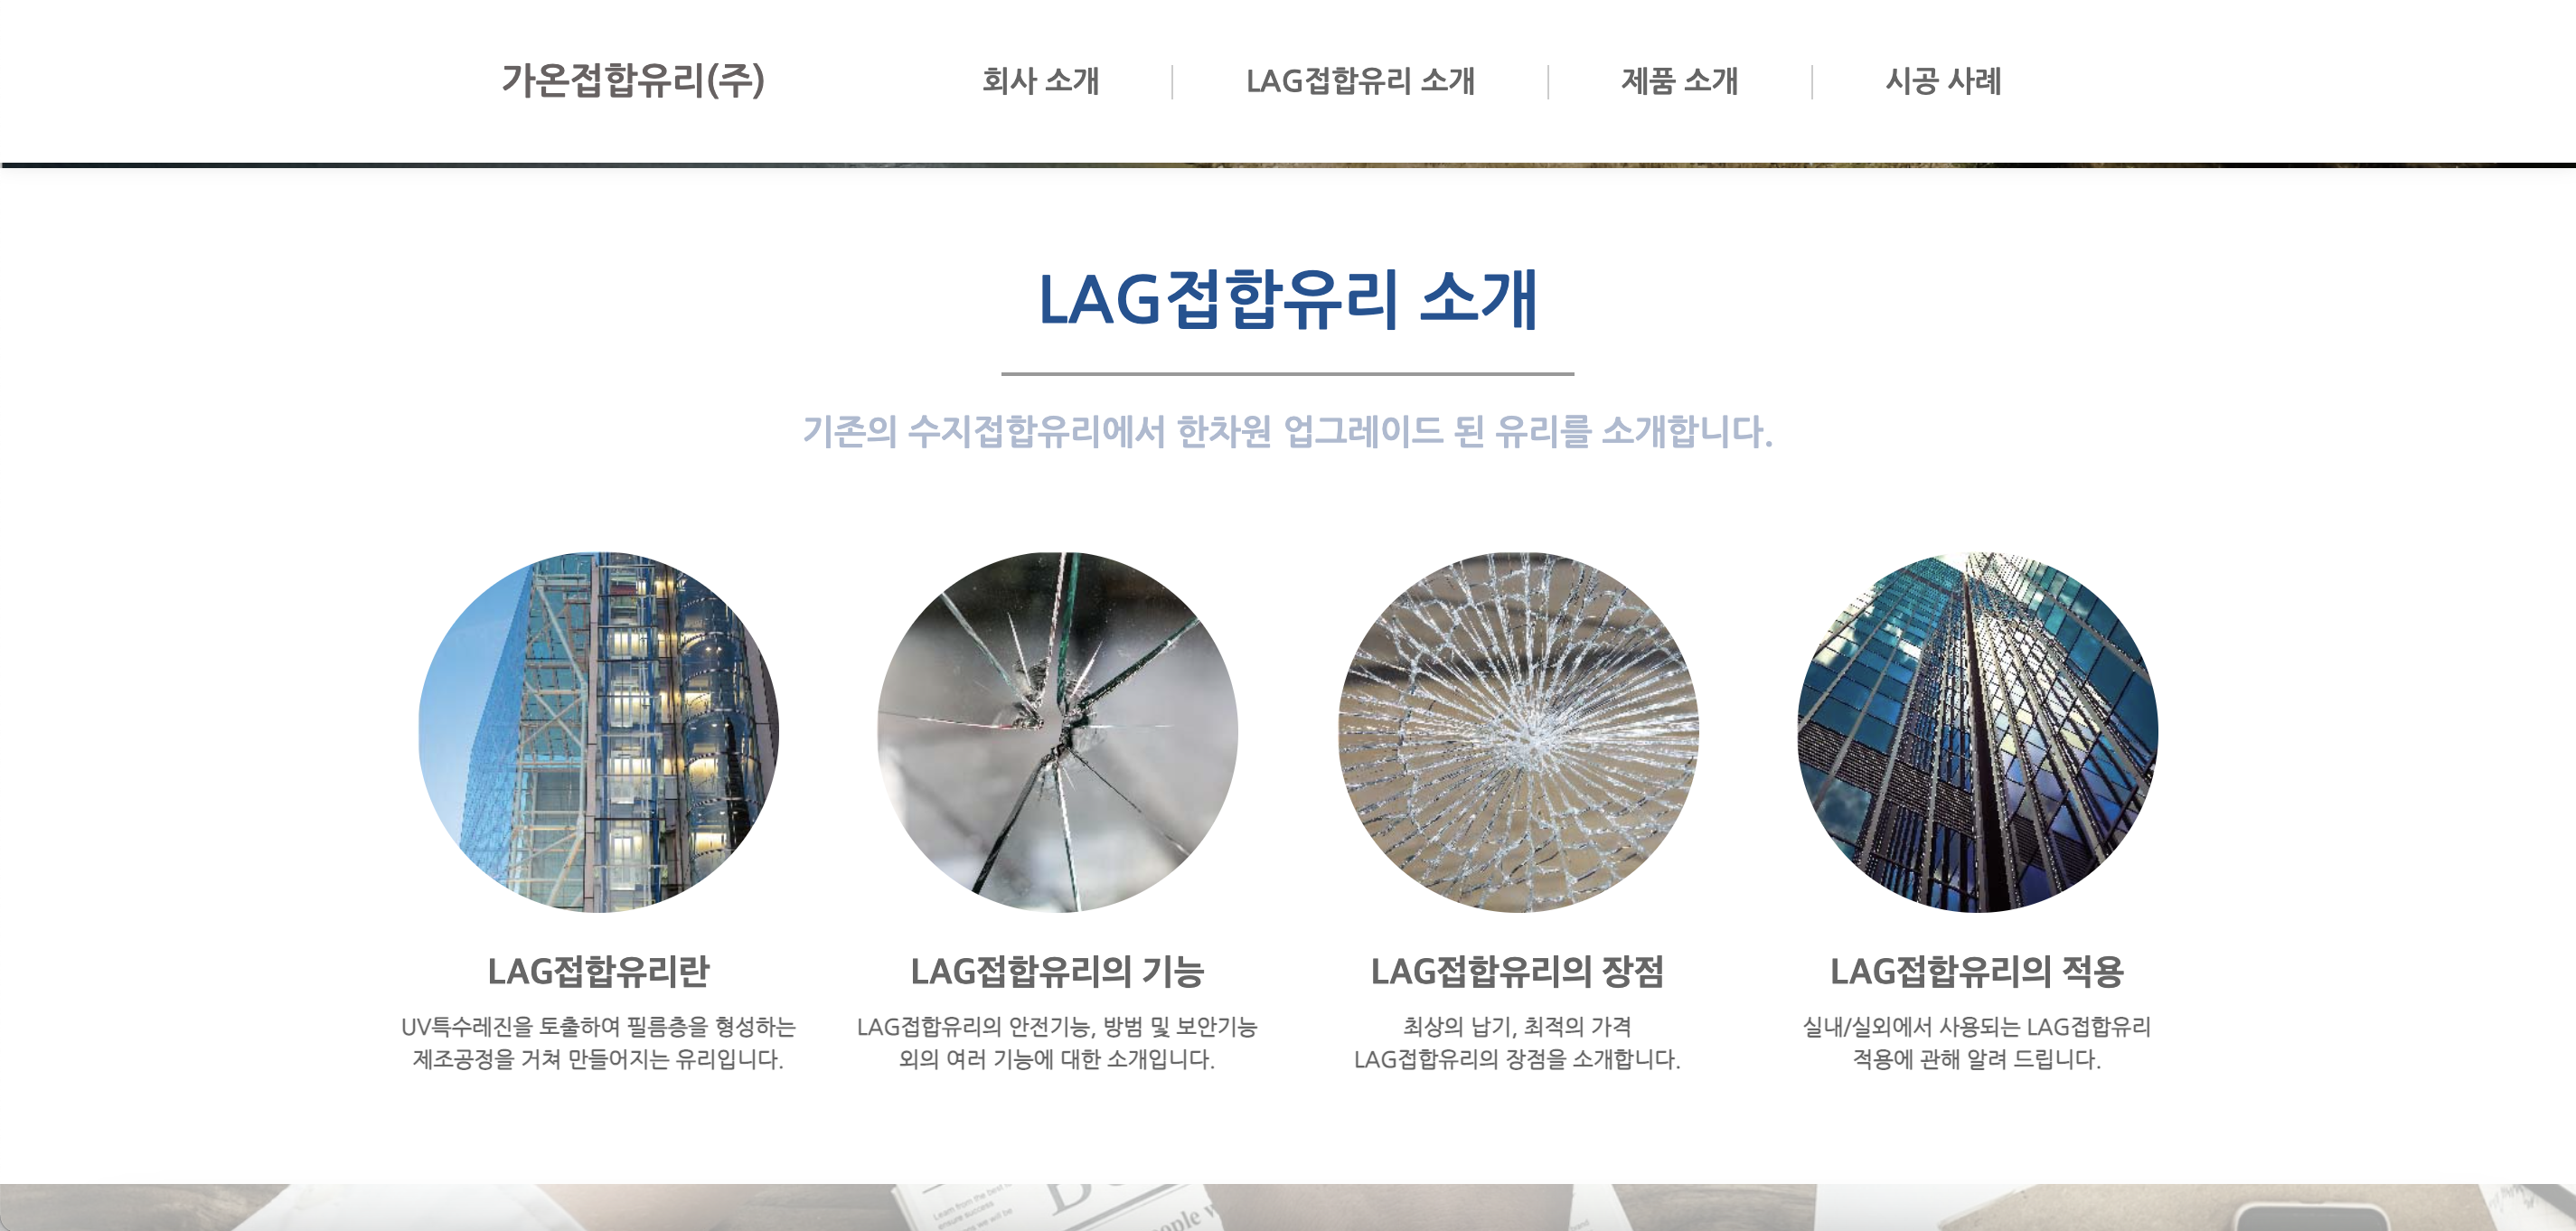 가온접합유리(주)
회사 소개
LAG접합유리 소개
제품 소개
시공 사례
LAG접합유리 소개
기존의 수지접합유리에서 한차원 업그레이드 된 유리를 소개합니다.
LAG접합유리란
UV특수레진을 토출하여 필름층을 형성하는
제조공정을 거쳐 만들어지는 유리입니다.
LAG접합유리의 기능
LAG접합유리의 안전기능, 방범 및 보안기능
외의 여러 기능에 대한 소개입니다.
LAG접합유리의 장점
최상의 납기, 최적의 가격
LAG접합유리의 장점을 소개합니다.
LAG접합유리의 적용
실내/실외에서 사용되는 LAG접합유리
적용에 관해 알려 드립니다.
Learn from the best
ensure success